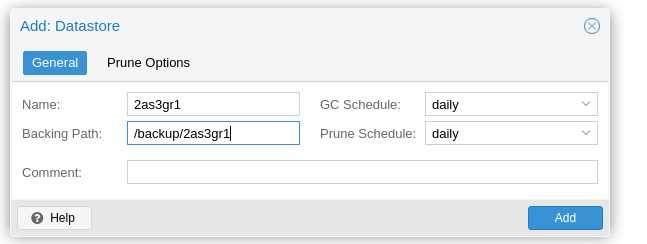 Add: Datastore
General Prune Options
Name: 2as3gr1 GC Schedule: daily
Backing Path: /backup/2as3gr1 Prune Schedule: daily
Comment:
Help Add